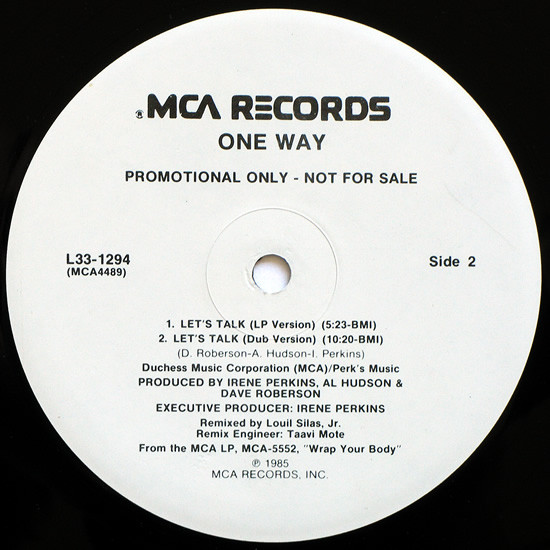 ® MCA RECORDS
ONE WAY
PROMOTIONAL ONLY - NOT FOR SALE
L33-1294
(MCA4489)
Side 2
1. LET'S TALK (LP Version) (5:23-BMI)
2. LET'S TALK (Dub Version) (10:20-BMI)
(D. Roberson-A. Hudson-I. Perkins)
Duchess Music Corporation (MCA)/Perk's Music
PRODUCED BY IRENE PERKINS, AL HUDSON &
DAVE ROBERSON
EXECUTIVE PRODUCER: IRENE PERKINS
Remixed by Louil Silas, Jr.
Remix Engineer: Taavi Mote
From the MCA LP, MCA-5552, "Wrap Your Body"
℗ 1985
MCA RECORDS, INC.